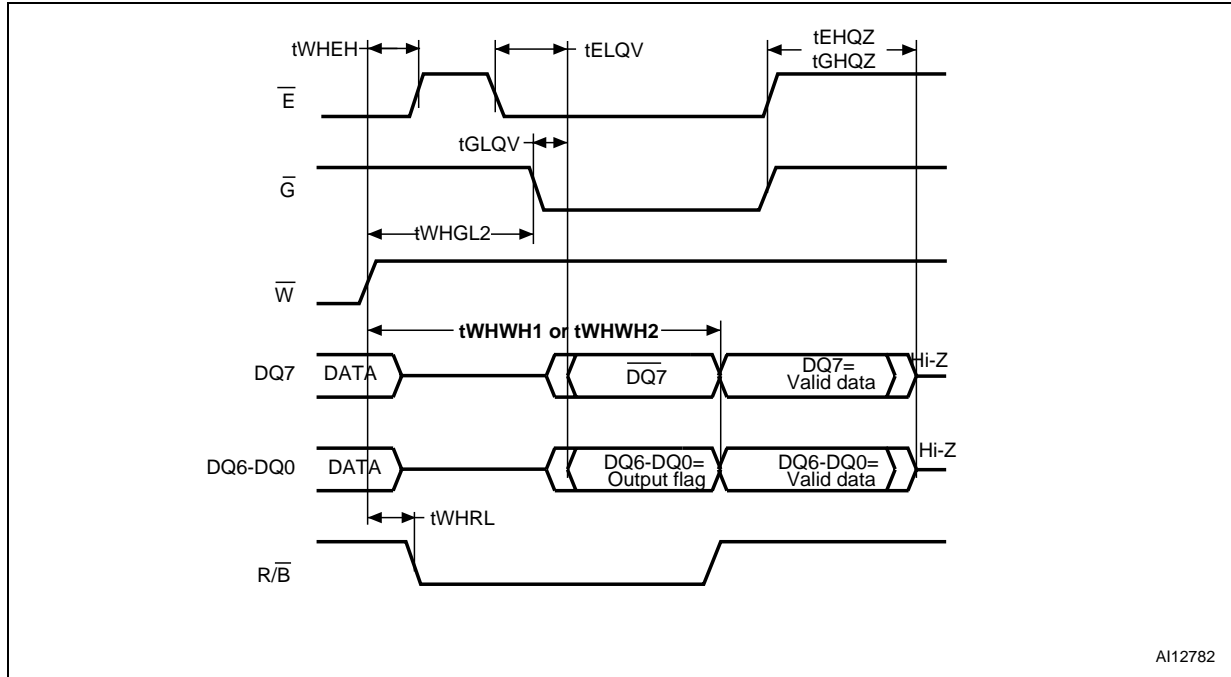 tWHEH
tELQV
tEHQZ
tGHQZ
E̅
tGLQV
G̅
tWHGL2
W̅
tWHWH1 or tWHWH2
DQ7
DATA
D̅Q̅7̅
DQ7=
Valid data
Hi-Z
DQ6-DQ0
DATA
DQ6-DQ0=
Output flag
DQ6-DQ0=
Valid data
Hi-Z
tWHRL
R/B̅
AI12782